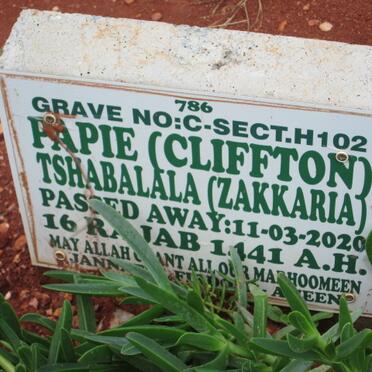 786
GRAVE NO:C-SECT.H102
PAPIE (CLIFFTON)
TSHABALALA (ZAKKARIA)
PASSED AWAY:11-03-2020
16 RAJAB 1441 A.H.
MAY ALLAH GRANT ALL OUR MARHOOMEEN
AMEEN